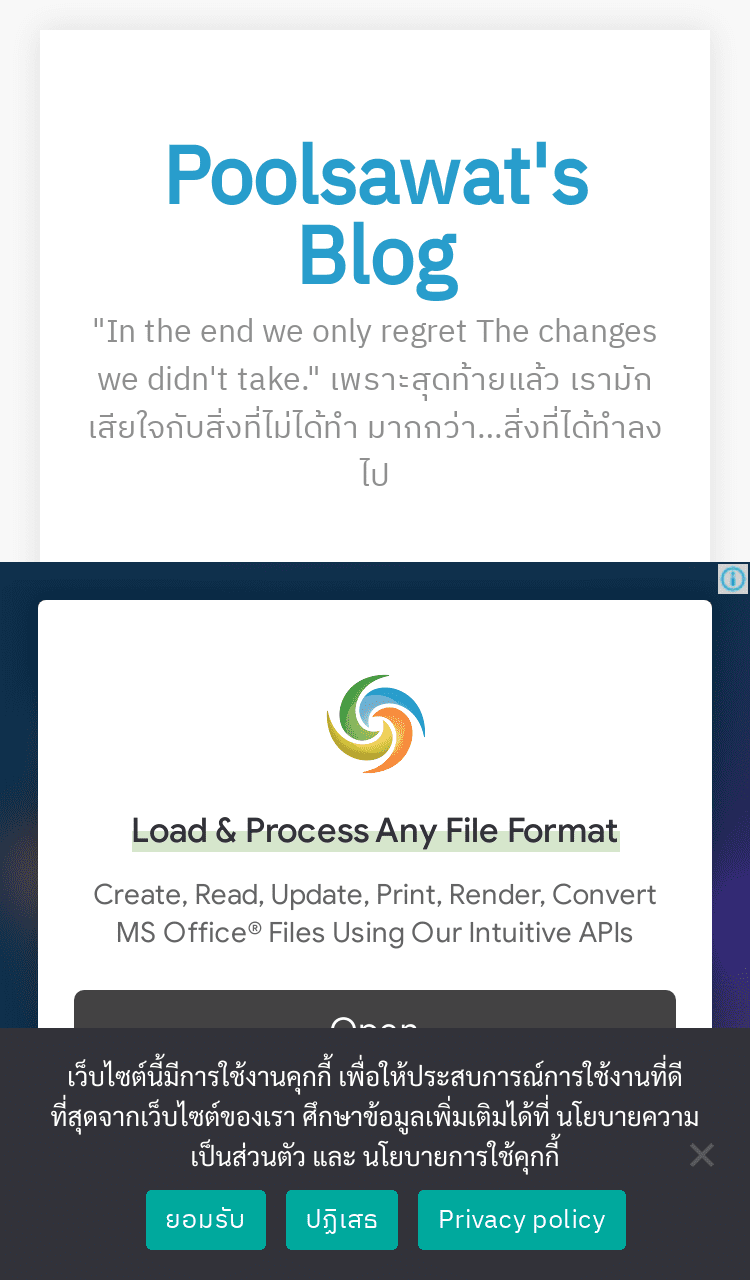 Poolsawat's
Blog
"In the end we only regret The changes
we didn't take." เพราะสุดท้ายแล้ว เรามัก
เสียใจกับสิ่งที่ไม่ได้ทำ มากกว่า...สิ่งที่ได้ทำลง
ไป
Load & Process Any File Format
Create, Read, Update, Print, Render, Convert
MS Office® Files Using Our Intuitive APIs
Open
เว็บไซต์นี้มีการใช้งานคุกกี้ เพื่อให้ประสบการณ์การใช้งานที่ดี
ที่สุดจากเว็บไซต์ของเรา ศึกษาข้อมูลเพิ่มเติมได้ที่ นโยบายความ
เป็นส่วนตัว และ นโยบายการใช้คุกกี้
ยอมรับ ปฏิเสธ Privacy policy